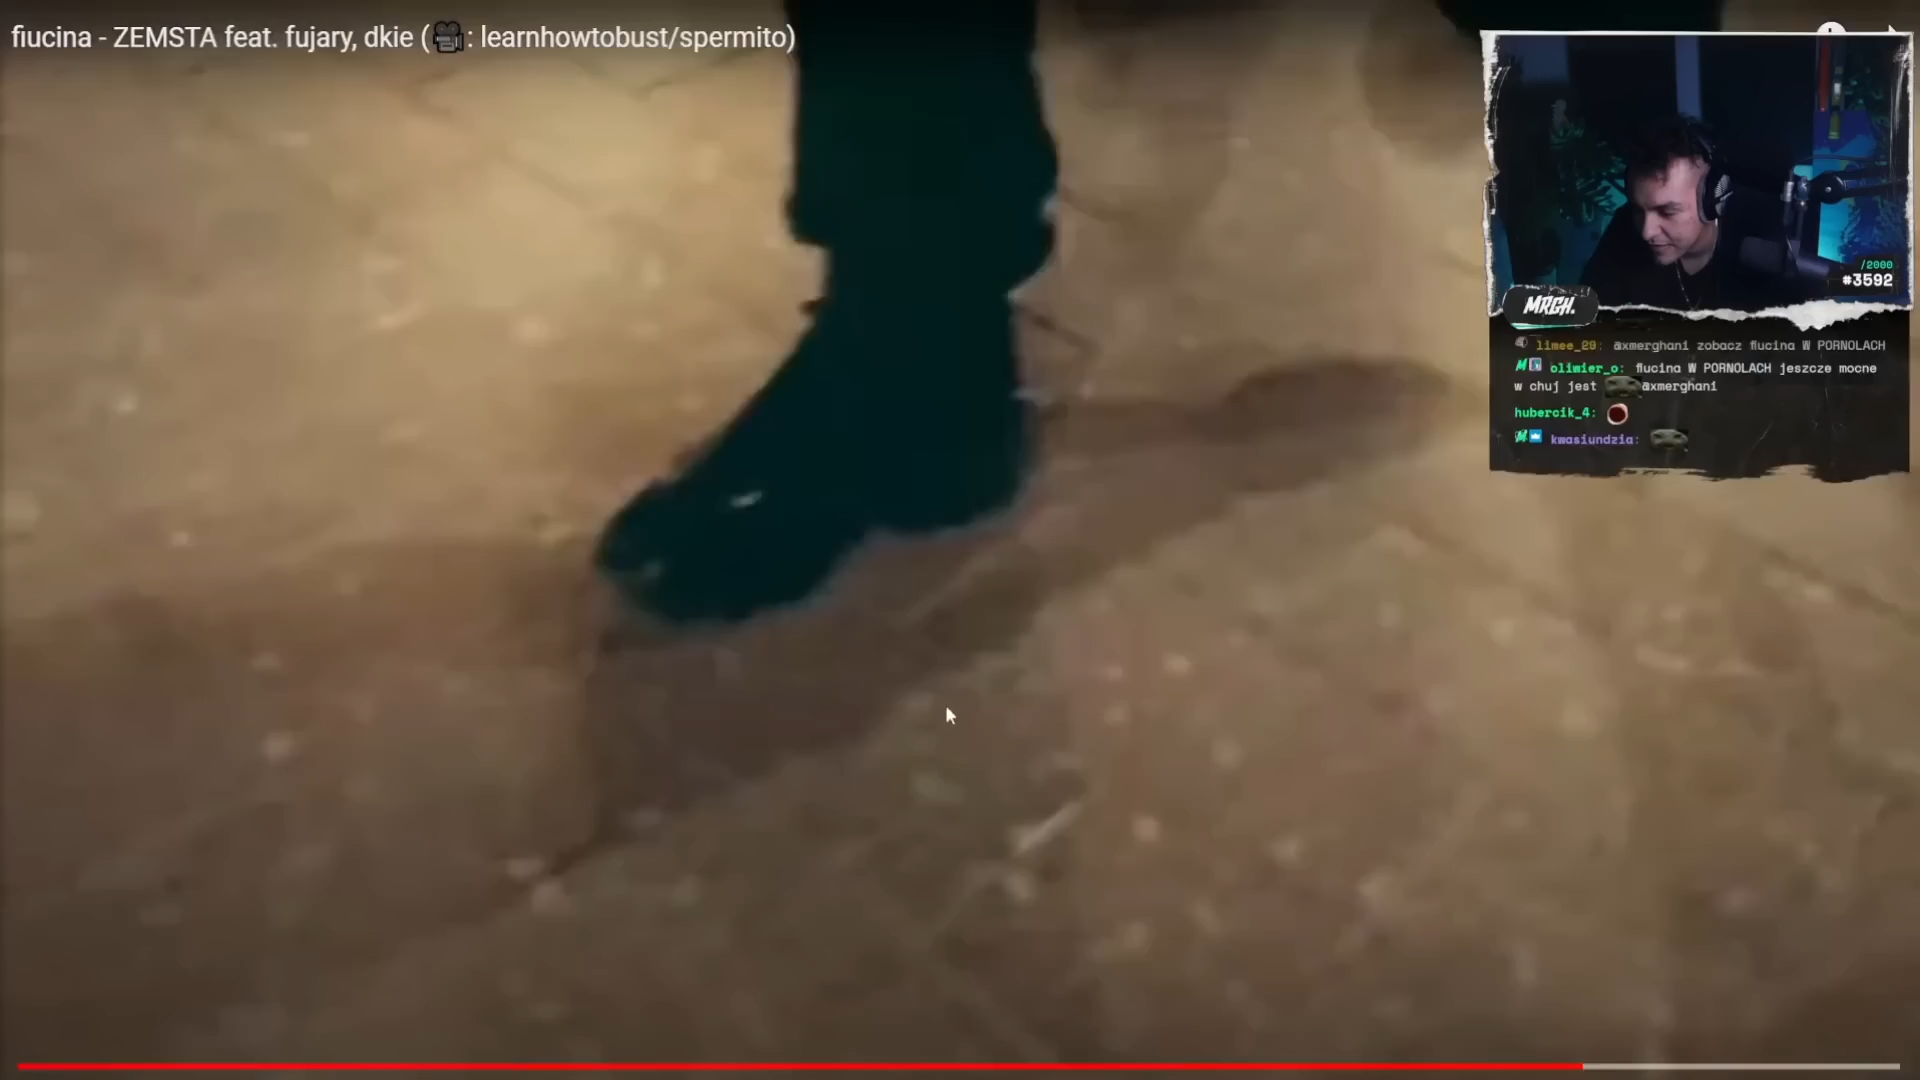 fiucina - ZEMSTA feat. fujary, dkie (🎥: learnhowtobust/spermito)
/2000
#3592
MRGH.
limee_20: @xmerghani zobacz fiucina W PORNOLACH
oliwier_o: fiucina W PORNOLACH jeszcze mocne
w chuj jest @xmerghani
hubercik_4:
kwasiundzia: